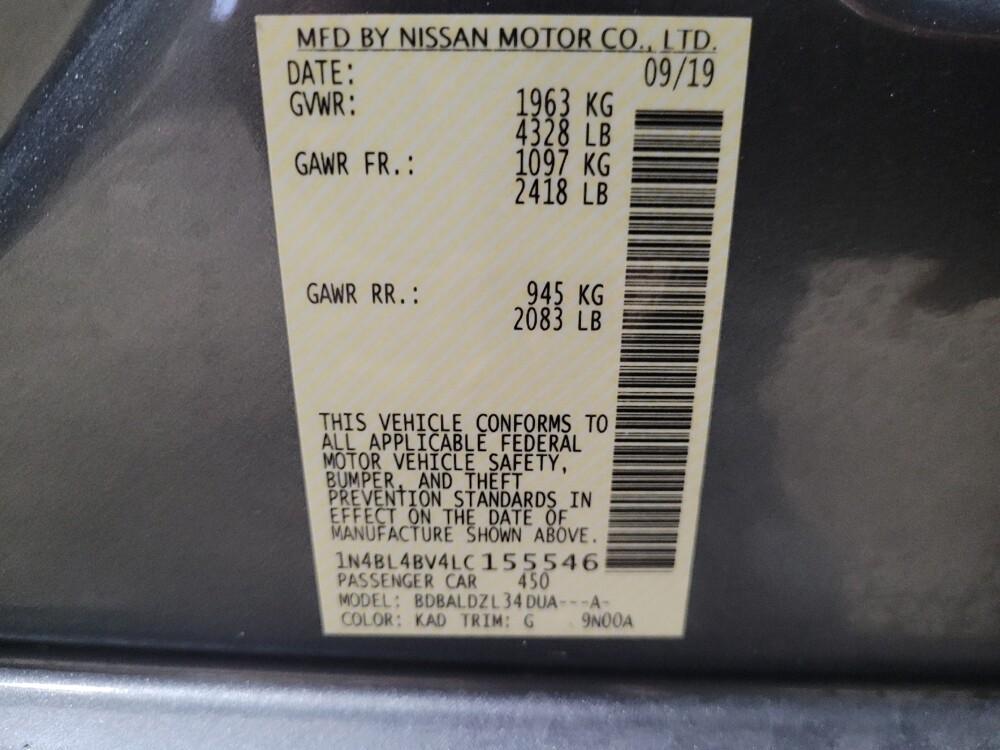 MFD BY NISSAN MOTOR CO., LTD.
DATE: 09/19
GVWR: 1963 KG
4328 LB
GAWR FR.: 1097 KG
2418 LB
GAWR RR.: 945 KG
2083 LB
THIS VEHICLE CONFORMS TO
ALL APPLICABLE FEDERAL
MOTOR VEHICLE SAFETY,
BUMPER, AND THEFT
PREVENTION STANDARDS IN
EFFECT ON THE DATE OF
MANUFACTURE SHOWN ABOVE.
1N4BL4BV4LC155546
PASSENGER CAR 450
MODEL: BDBALDZL34DUA---A-
COLOR: KAD TRIM: G 9N00A